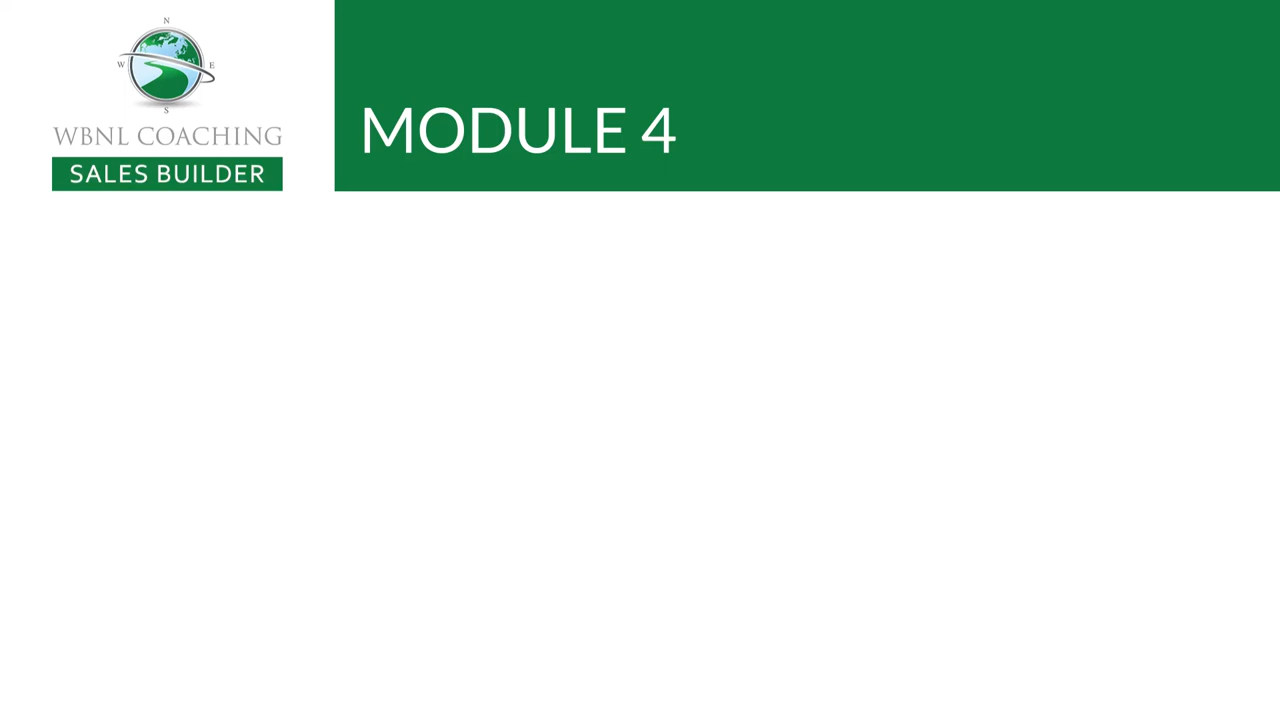 N
W E
S
WBNL COACHING
SALES BUILDER
MODULE 4